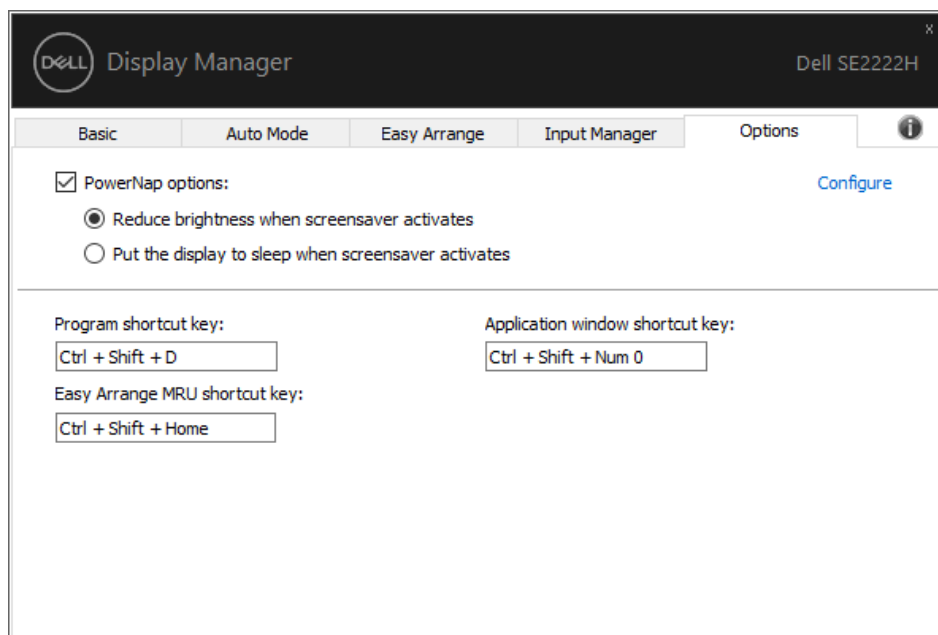 DELL Display Manager Dell SE2222H x
Basic Auto Mode Easy Arrange Input Manager Options i
PowerNap options: Configure
Reduce brightness when screensaver activates
Put the display to sleep when screensaver activates
Program shortcut key: Application window shortcut key:
Ctrl + Shift + D Ctrl + Shift + Num 0
Easy Arrange MRU shortcut key:
Ctrl + Shift + Home